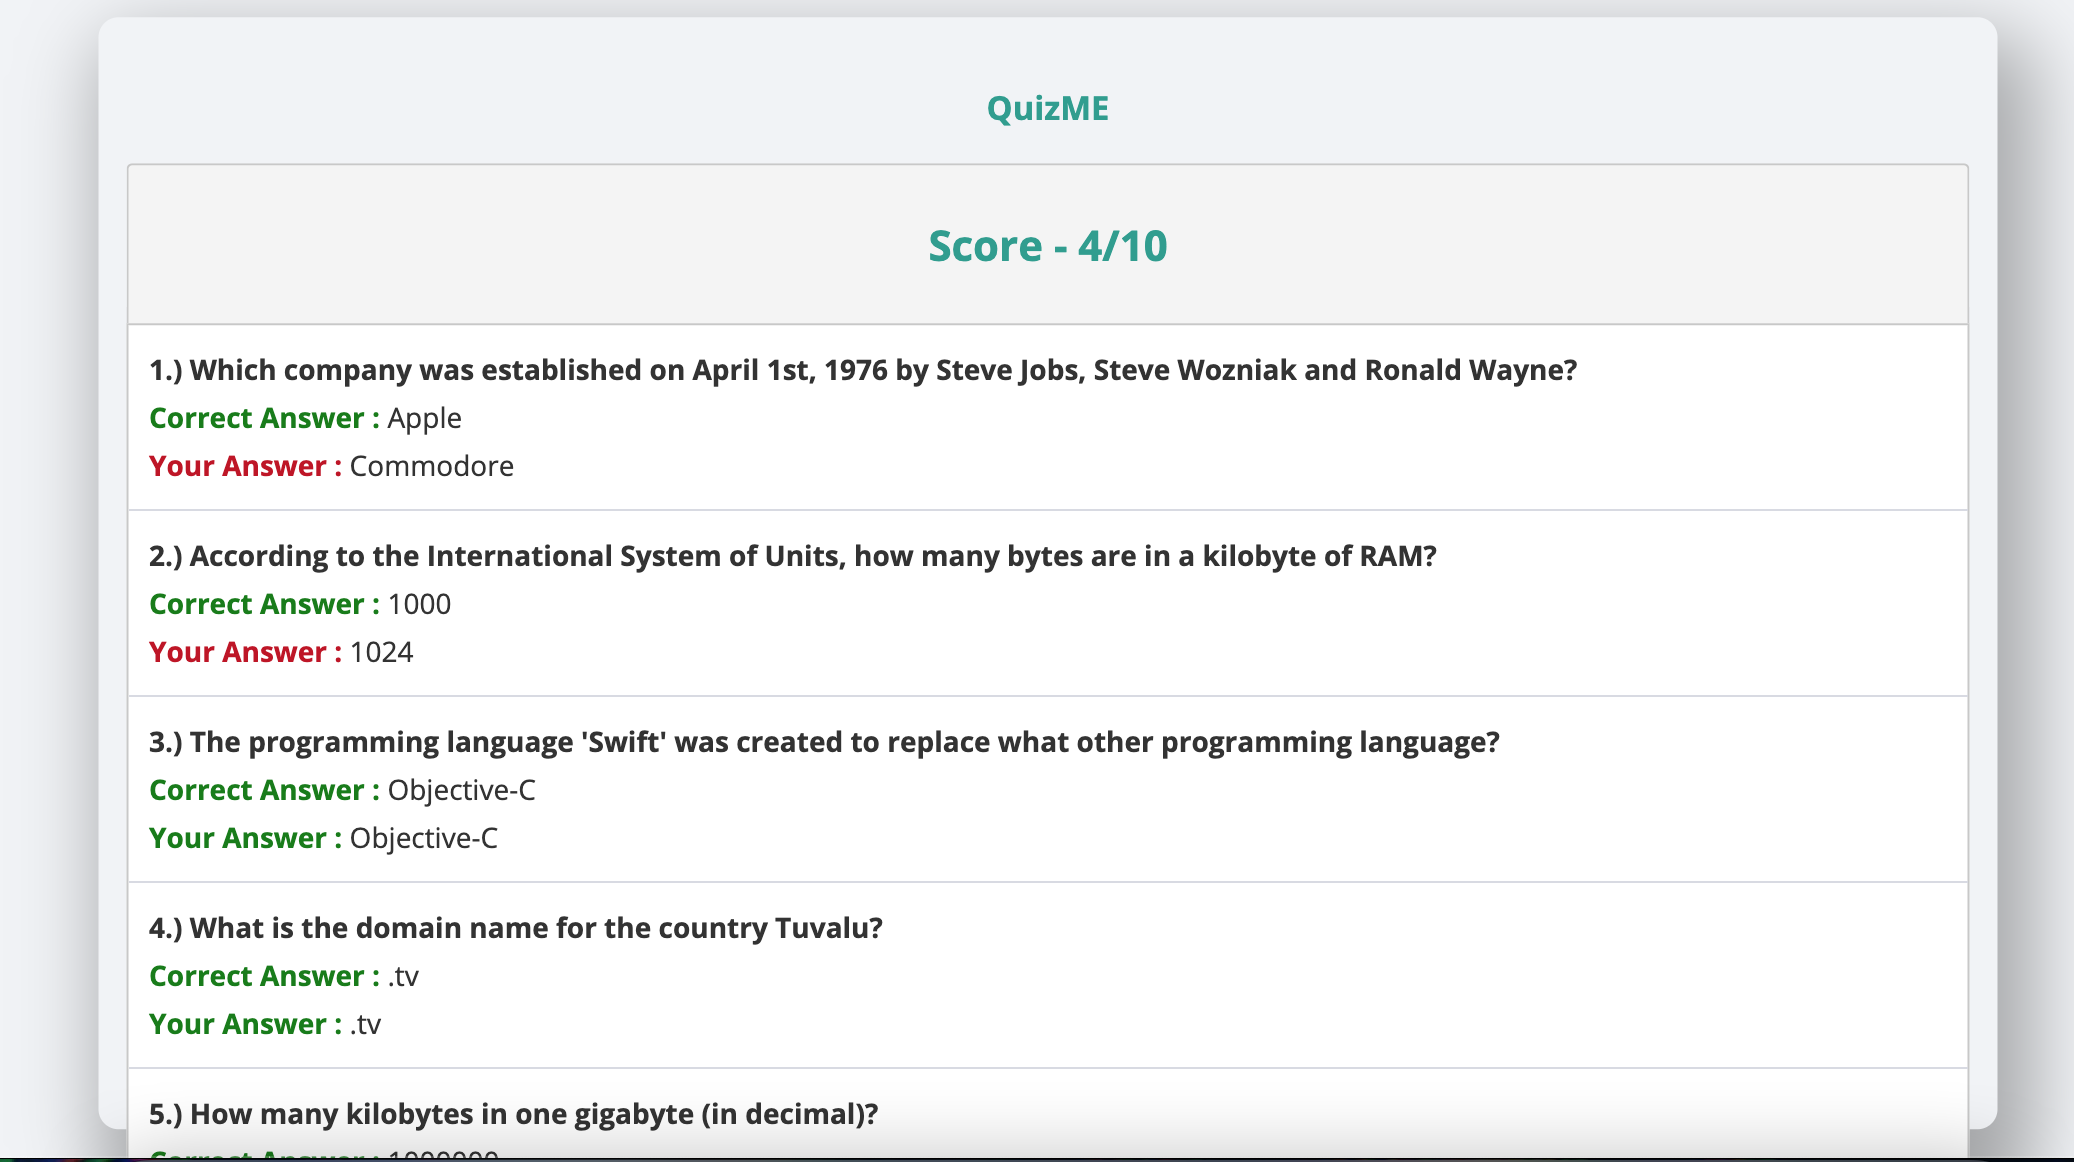 QuizME
Score - 4/10
1.) Which company was established on April 1st, 1976 by Steve Jobs, Steve Wozniak and Ronald Wayne?
Correct Answer : Apple
Your Answer : Commodore
2.) According to the International System of Units, how many bytes are in a kilobyte of RAM?
Correct Answer : 1000
Your Answer : 1024
3.) The programming language 'Swift' was created to replace what other programming language?
Correct Answer : Objective-C
Your Answer : Objective-C
4.) What is the domain name for the country Tuvalu?
Correct Answer : .tv
Your Answer : .tv
5.) How many kilobytes in one gigabyte (in decimal)?
Correct Answer : 1000000